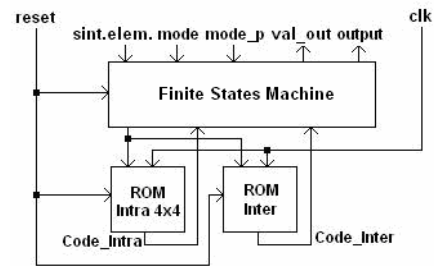 reset
clk
sint.elem. mode mode_p val_out output
Finite States Machine
ROM
Intra 4x4
ROM
Inter
Code_Intra
Code_Inter